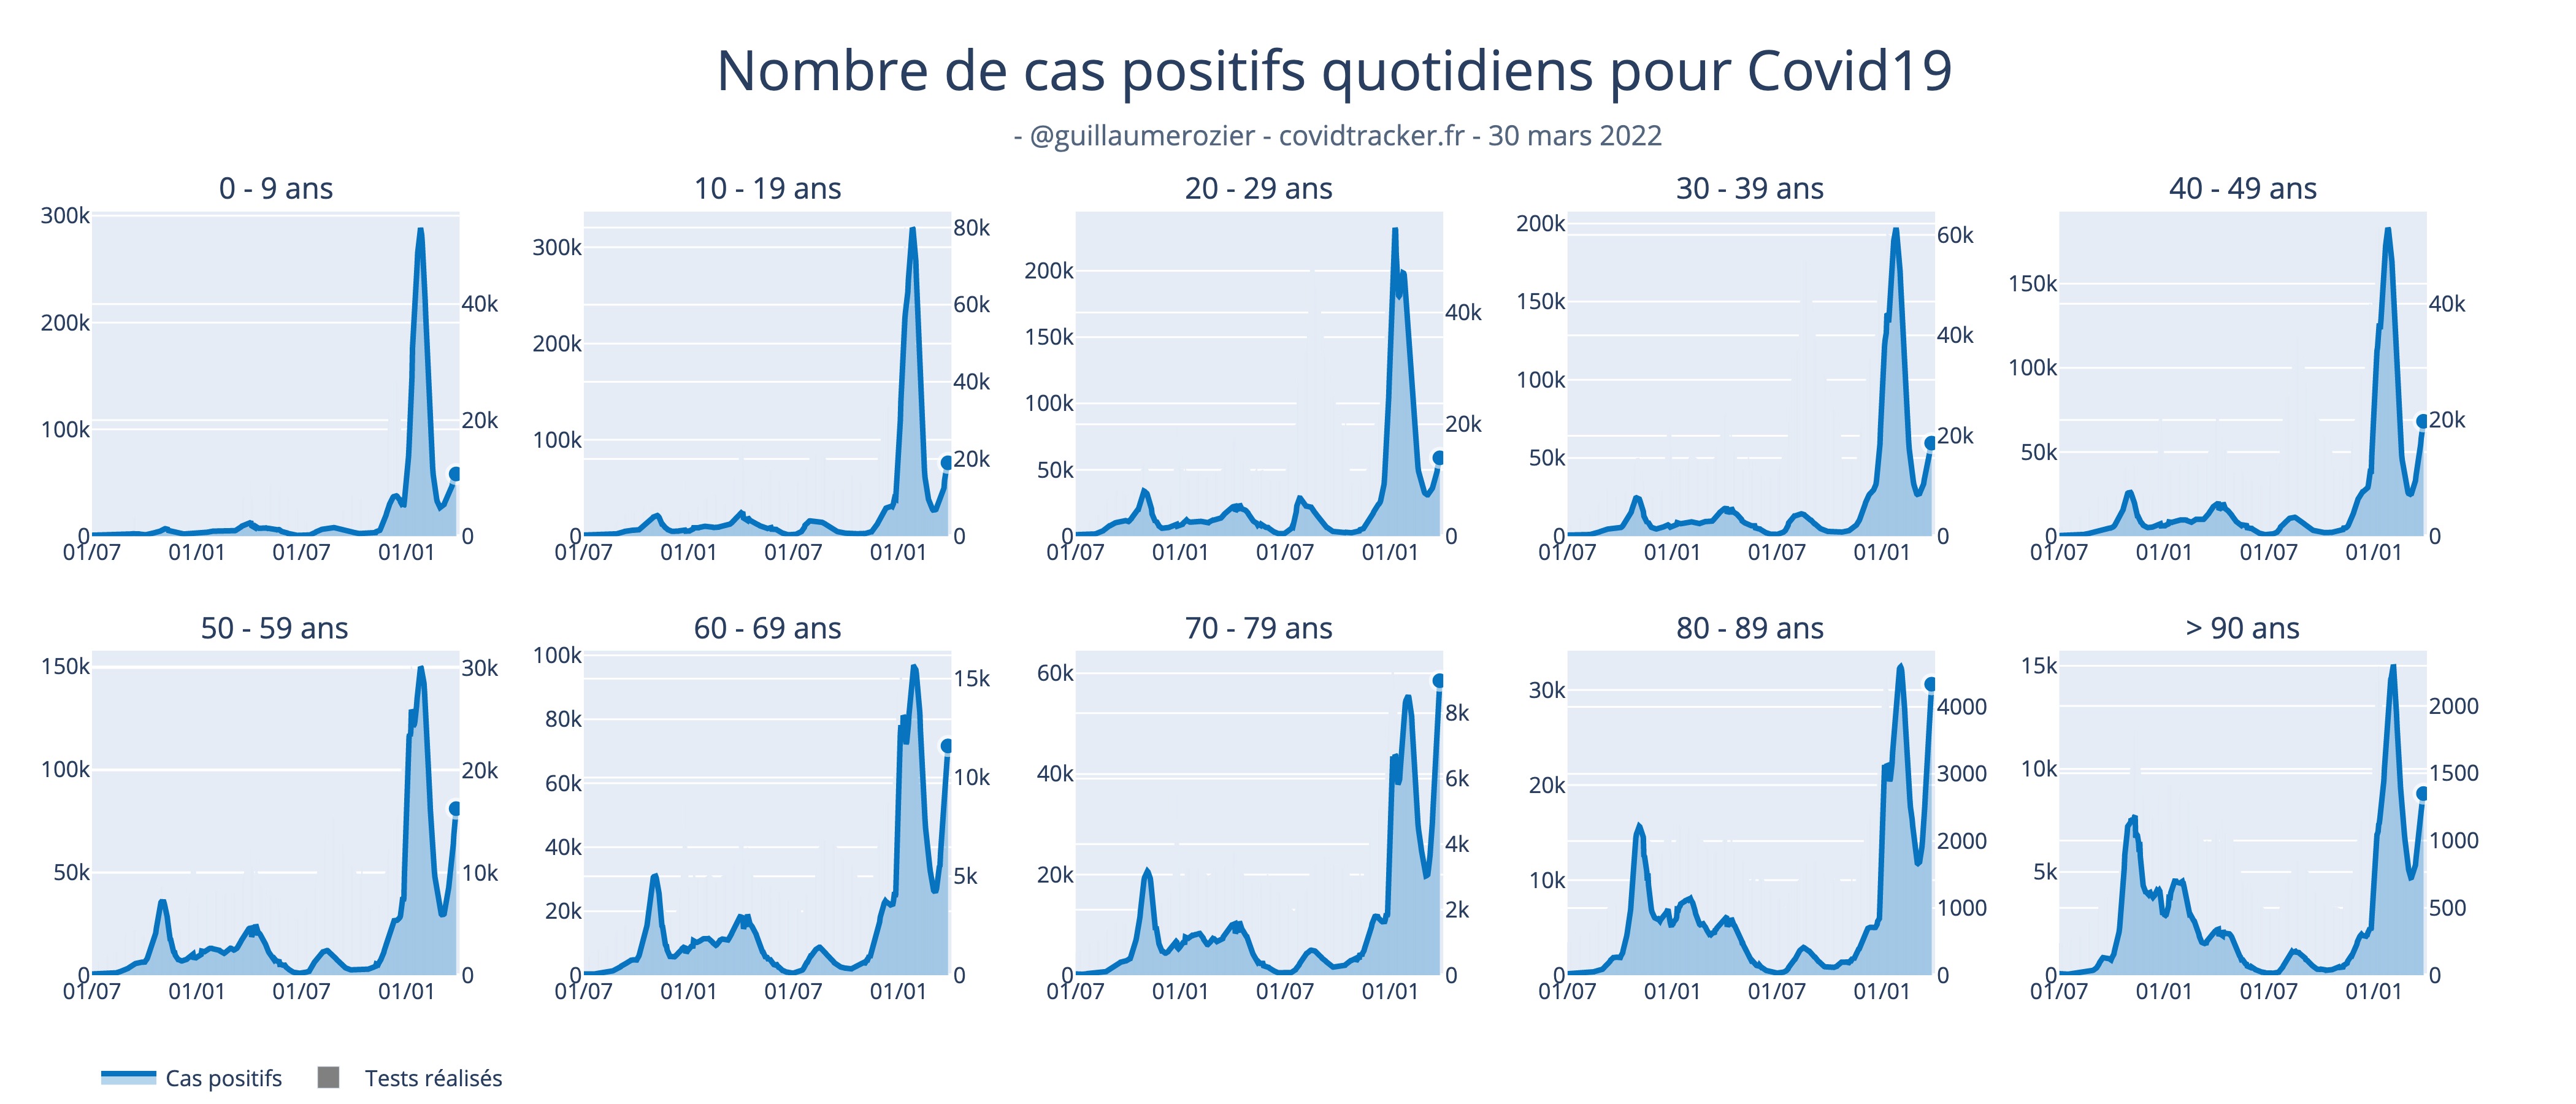 Nombre de cas positifs quotidiens pour Covid19
- @guillaumerozier - covidtracker.fr - 30 mars 2022
0 - 9 ans
300k
200k
100k
0
40k
20k
0
01/07 01/01 01/07 01/01
10 - 19 ans
300k
200k
100k
0
80k
60k
40k
20k
0
01/07 01/01 01/07 01/01
20 - 29 ans
200k
150k
100k
50k
0
40k
20k
0
01/07 01/01 01/07 01/01
30 - 39 ans
200k
150k
100k
50k
0
60k
40k
20k
0
01/07 01/01 01/07 01/01
40 - 49 ans
150k
100k
50k
0
40k
20k
0
01/07 01/01 01/07 01/01
50 - 59 ans
150k
100k
50k
0
30k
20k
10k
0
01/07 01/01 01/07 01/01
60 - 69 ans
100k
80k
60k
40k
20k
0
15k
10k
5k
0
01/07 01/01 01/07 01/01
70 - 79 ans
60k
40k
20k
0
8k
6k
4k
2k
0
01/07 01/01 01/07 01/01
80 - 89 ans
30k
20k
10k
0
4000
3000
2000
1000
0
01/07 01/01 01/07 01/01
> 90 ans
15k
10k
5k
0
2000
1500
1000
500
0
01/07 01/01 01/07 01/01
Cas positifs
Tests réalisés